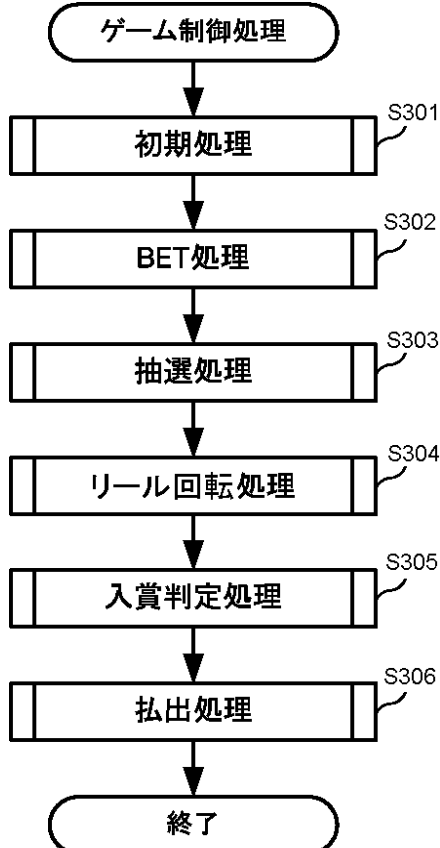 ゲーム制御処理
S301
初期処理
S302
BET処理
S303
抽選処理
S304
リール回転処理
S305
入賞判定処理
S306
払出処理
終了